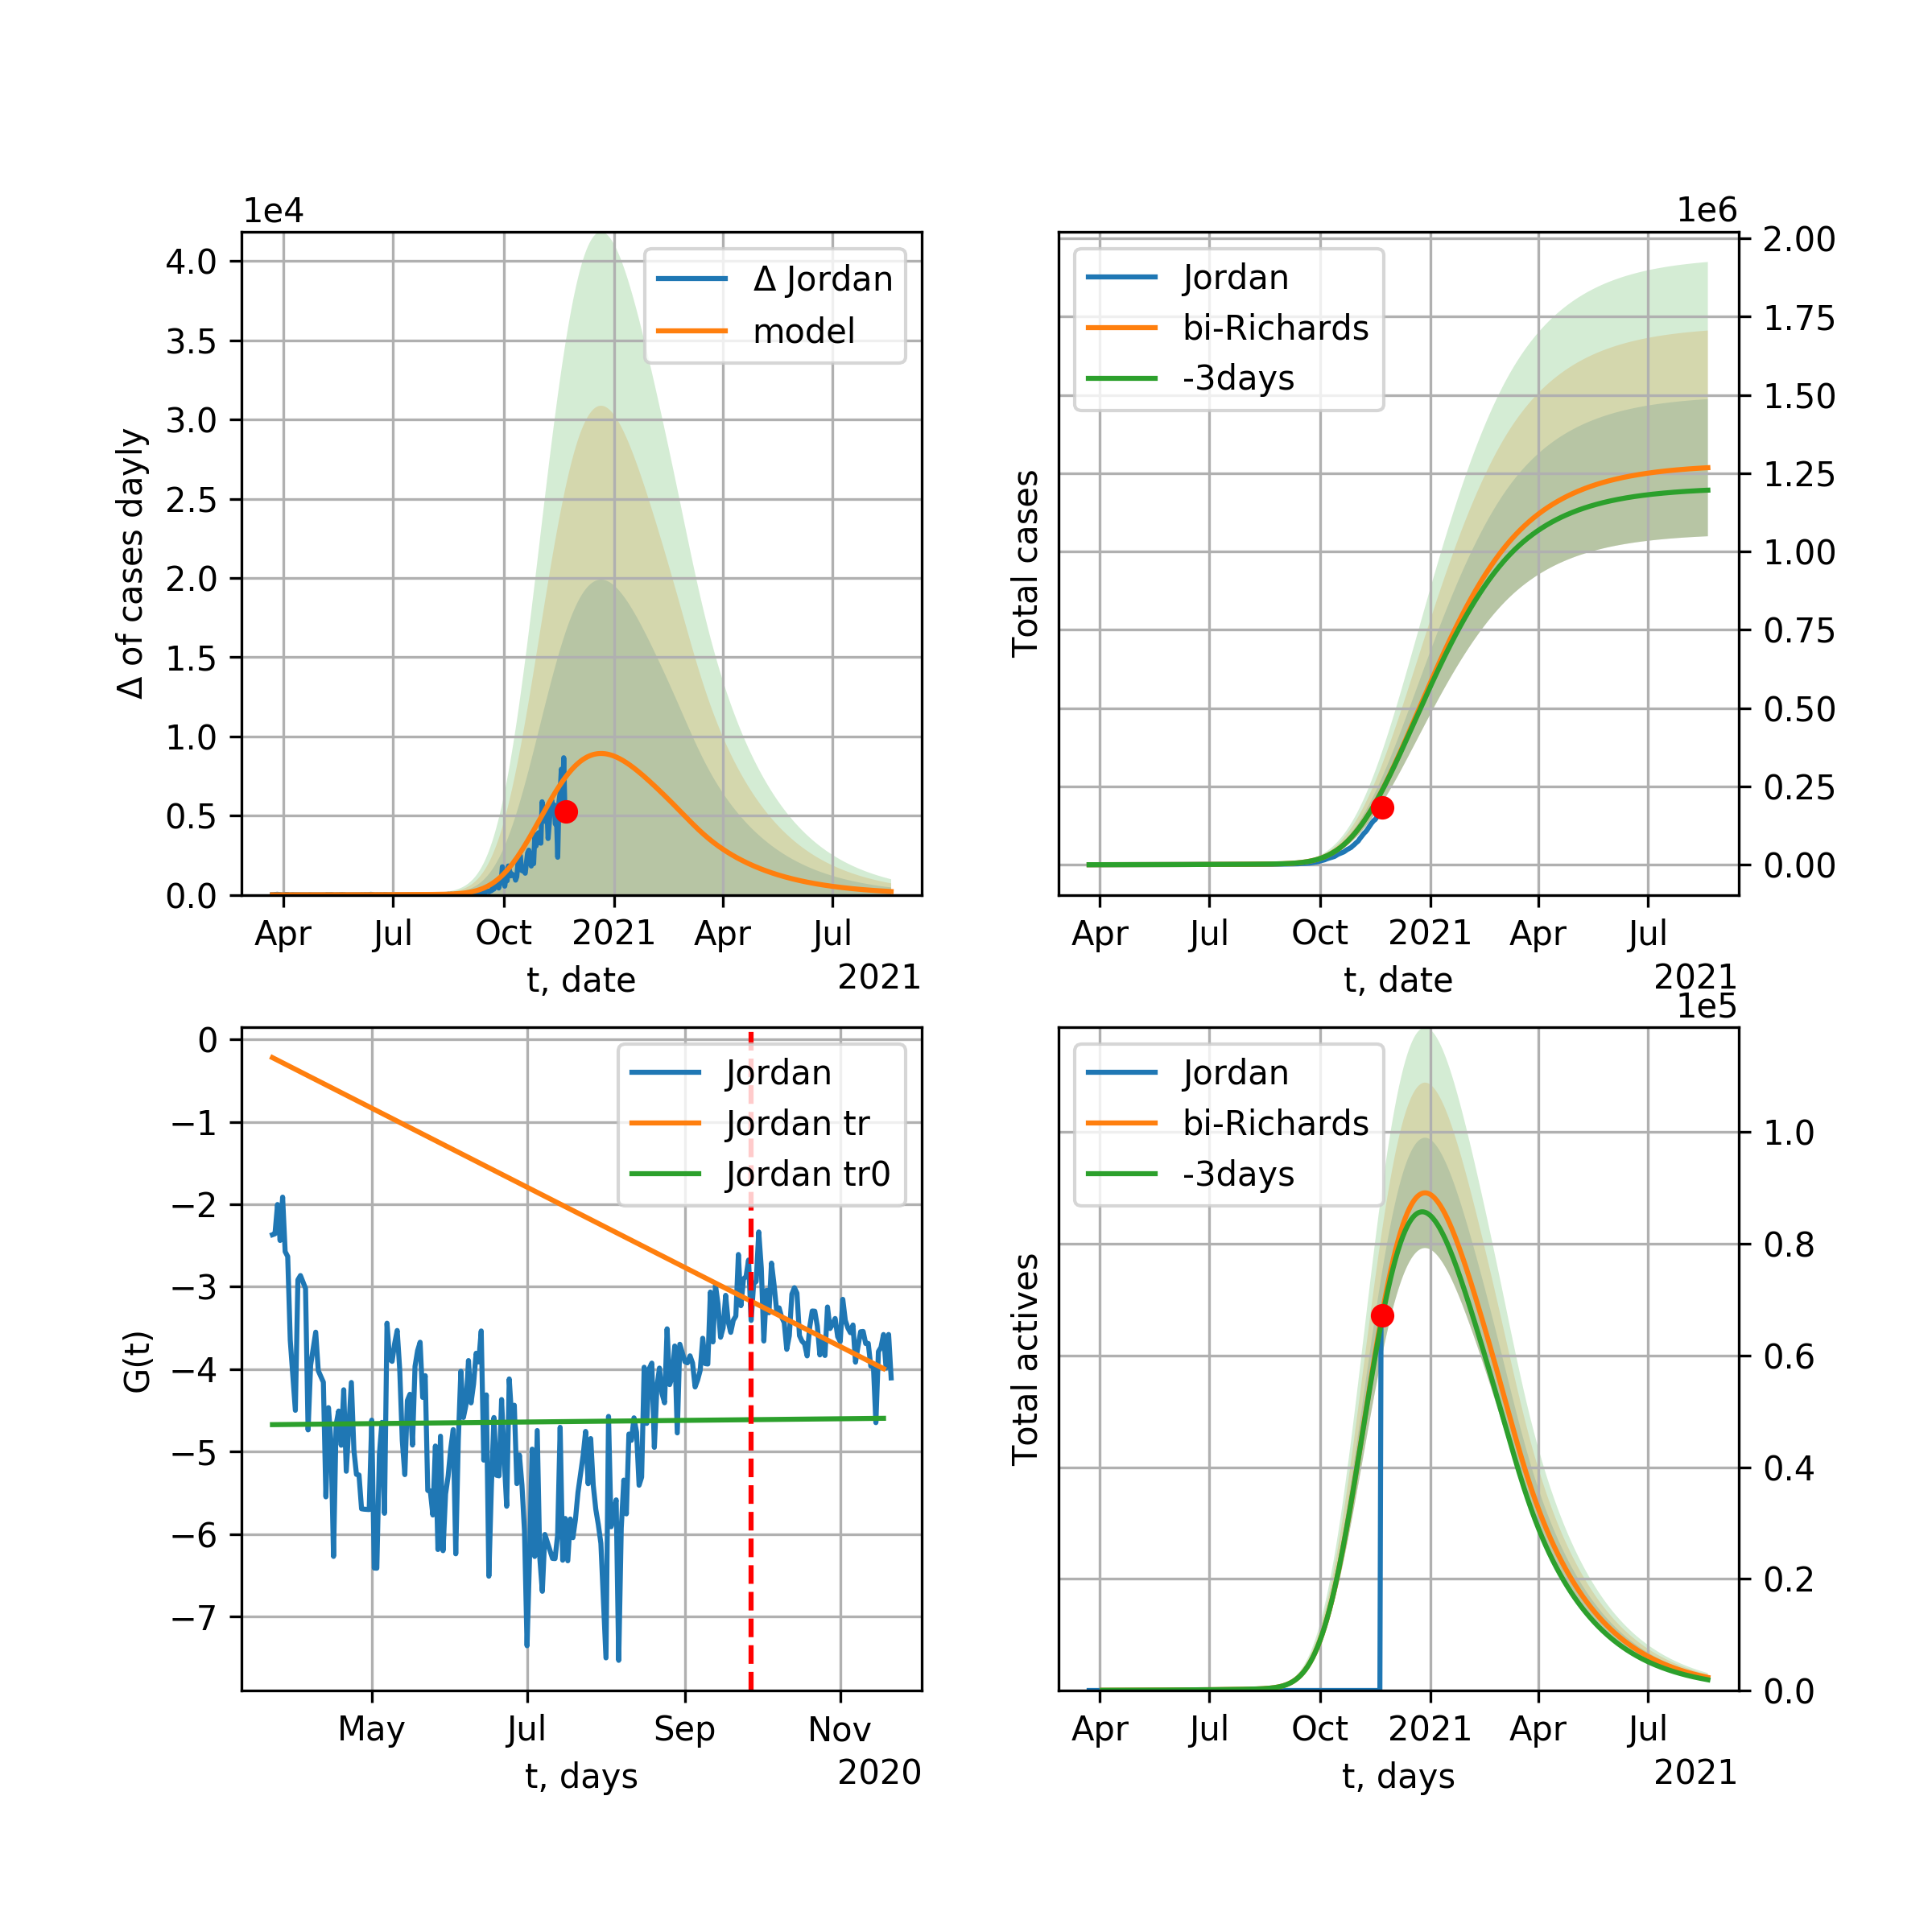 1e4
4.0
3.5
3.0
2.5
2.0
1.5
1.0
0.5
0.0
Δ of cases dayly
Δ Jordan
model
Apr Jul Oct 2021 Apr Jul
t, date
2021
1e6
2.00
1.75
1.50
1.25
1.00
0.75
0.50
0.25
0.00
Total cases
Jordan
bi-Richards
-3days
Apr Jul Oct 2021 Apr Jul
t, date
2021
0
−1
−2
−3
−4
−5
−6
−7
G(t)
Jordan
Jordan tr
Jordan tr0
May Jul Sep Nov
t, days
2020
1e5
1.0
0.8
0.6
0.4
0.2
0.0
Total actives
Jordan
bi-Richards
-3days
Apr Jul Oct 2021 Apr Jul
t, days
2021